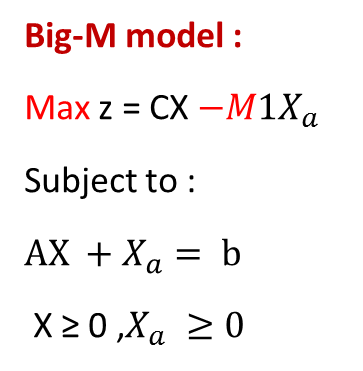 Big-M model :
Max z = CX −M1Xₐ
Subject to :
AX + Xₐ = b
X ≥ 0 ,Xₐ ≥ 0